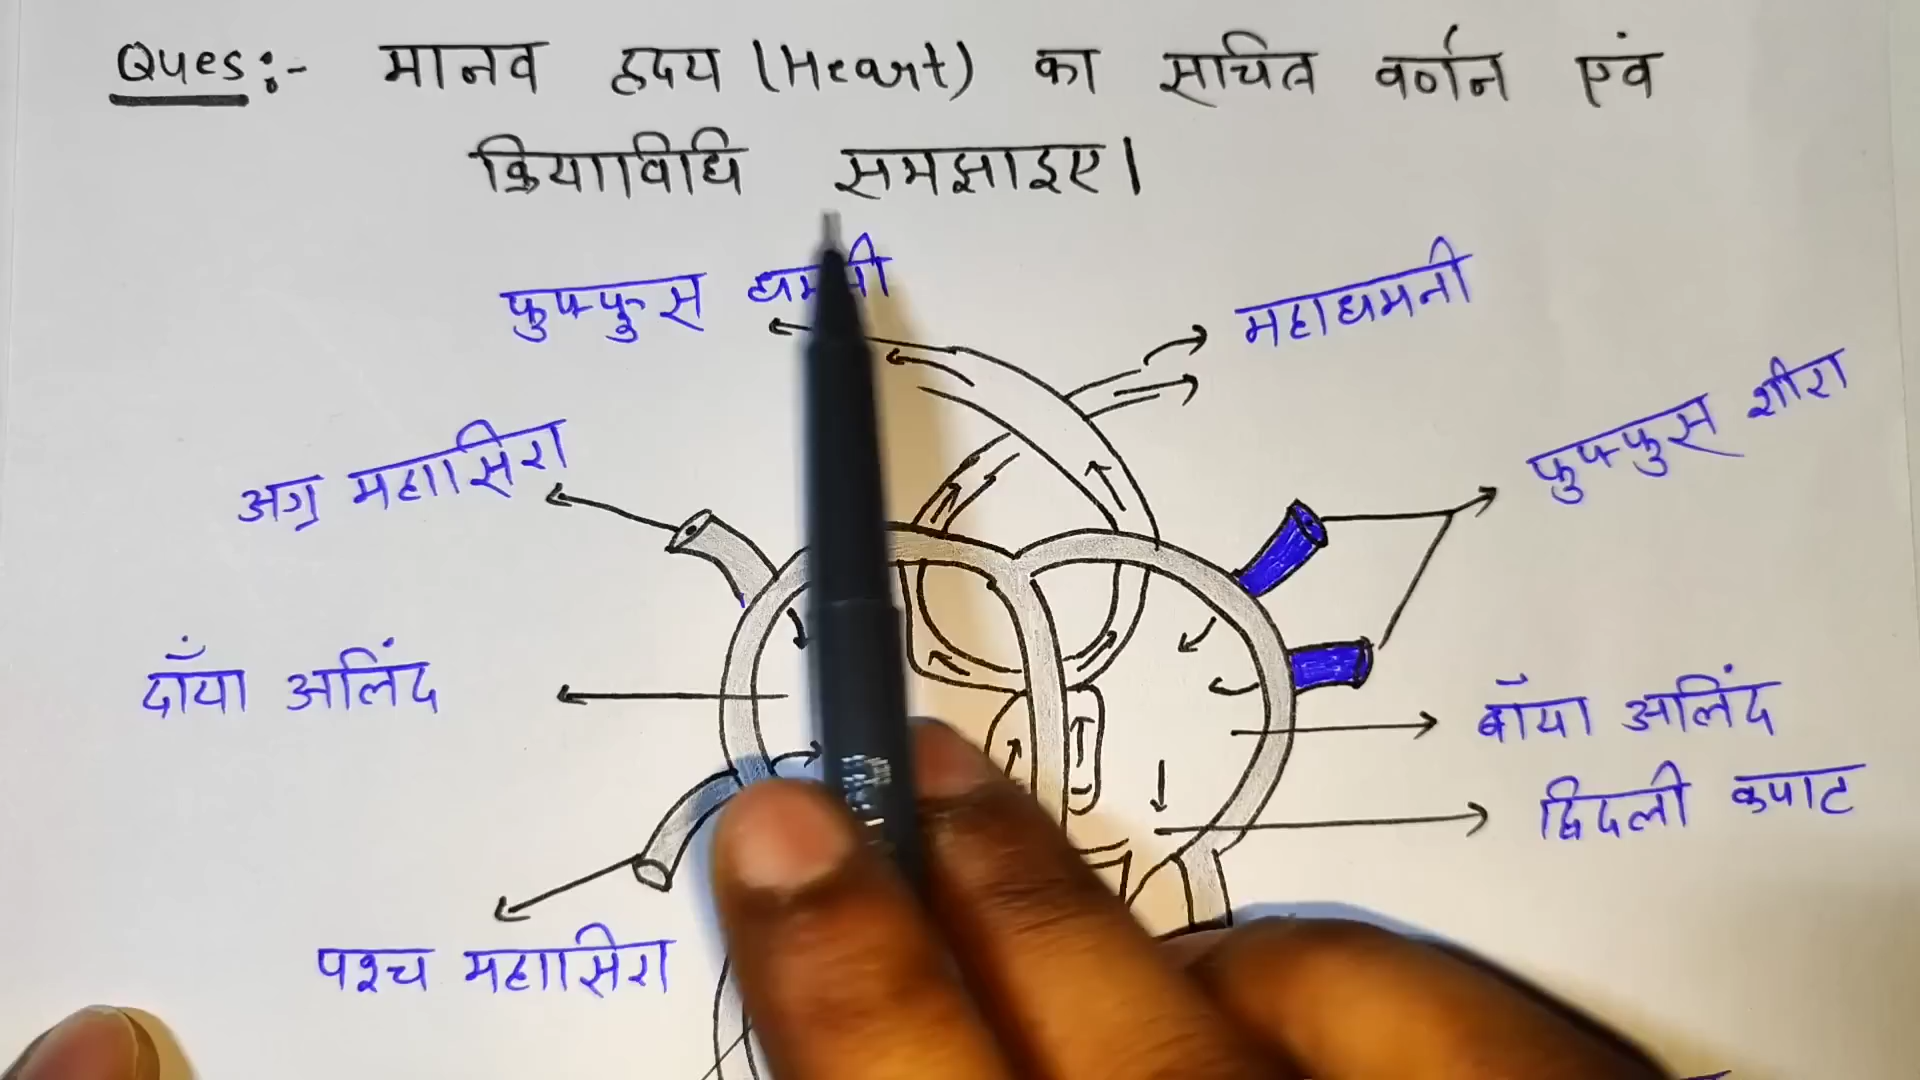 Ques:- मानव हृदय (Heart) का सचित्र वर्णन एवं
क्रियाविधि समझाइए।
फुफ्फुस धमनी
महाधमनी
फुफ्फुस शीरा
अग्र महासिरा
दाँया अलिंद
बाँया अलिंद
द्विदली कपाट
पश्च महासिरा